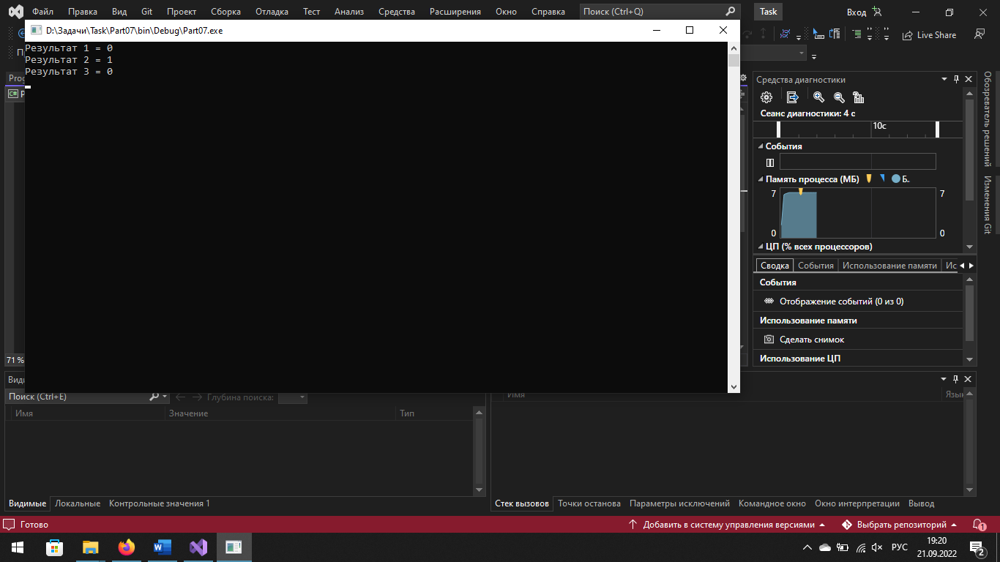 Файл Правка Вид Git Проект Сборка Отладка Тест Анализ Средства Расширения Окно Справка Поиск (Ctrl+Q) Task Вход
D:\Задачи\Task\Part07\bin\Debug\Part07.exe
Live Share
Результат 1 = 0
Результат 2 = 1
Результат 3 = 0
C#
Средства диагностики
Сеанс диагностики: 4 с
10с
События
Память процесса (МБ) Б..
7 7
0 0
ЦП (% всех процессоров)
Сводка События Использование памяти Ис
События
Отображение событий (0 из 0)
Использование памяти
Сделать снимок
Использование ЦП
Обозреватель решений
Изменения Git
71 %
Поиск (Ctrl+E) Глубина поиска:
Имя Значение Тип
Имя Язык
Видимые Локальные Контрольные значения 1
Стек вызовов Точки останова Параметры исключений Командное окно Окно интерпретации Вывод
Готово Добавить в систему управления версиями Выбрать репозиторий 1
РУС 19:20
21.09.2022 2